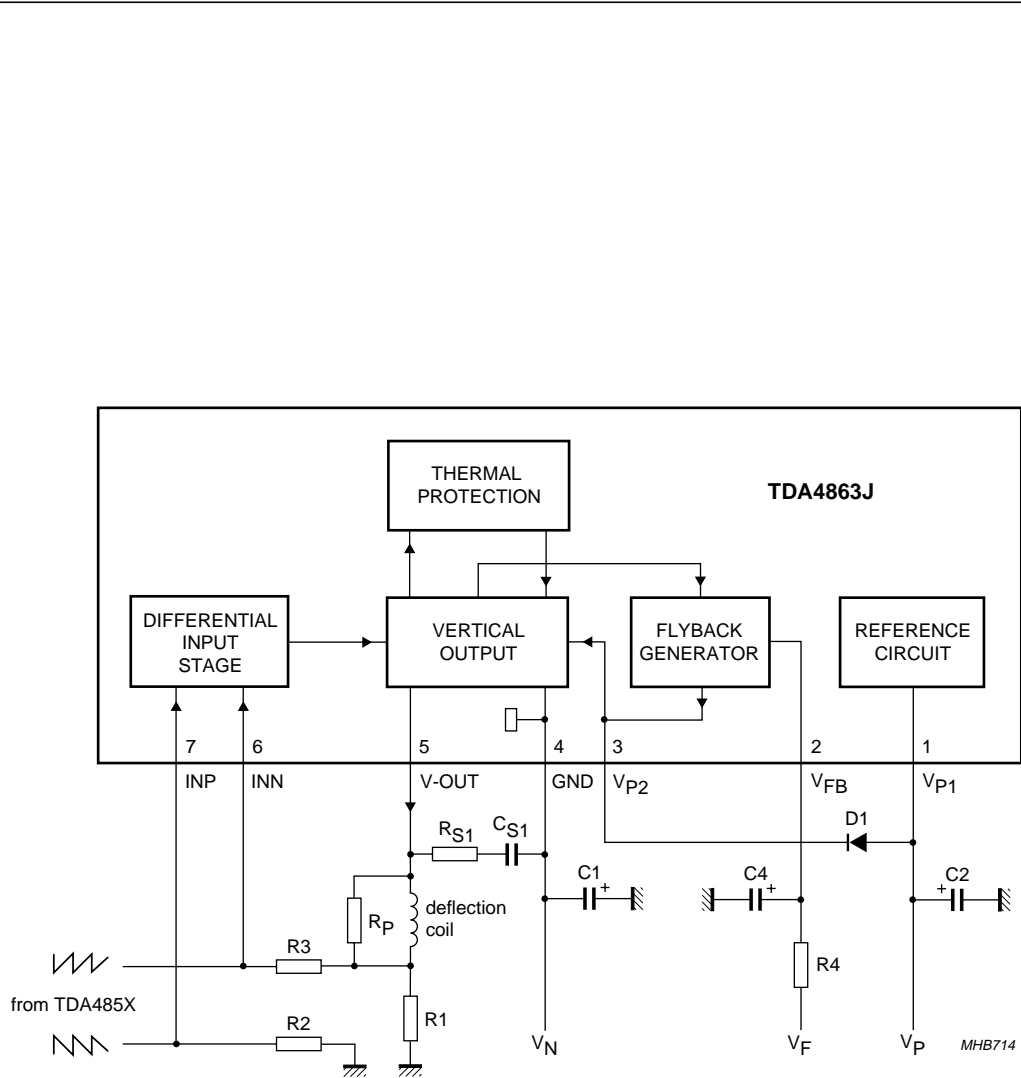 THERMAL
PROTECTION
TDA4863J
DIFFERENTIAL
INPUT
STAGE
VERTICAL
OUTPUT
FLYBACK
GENERATOR
REFERENCE
CIRCUIT
7 6 5 4 3 2 1
INP INN V-OUT GND VP2 VFB VP1
D1
RS1 CS1
C1 + C4 + + C2
RP deflection
coil
R3
R4
from TDA485X
R2 R1
VN VF VP
MHB714